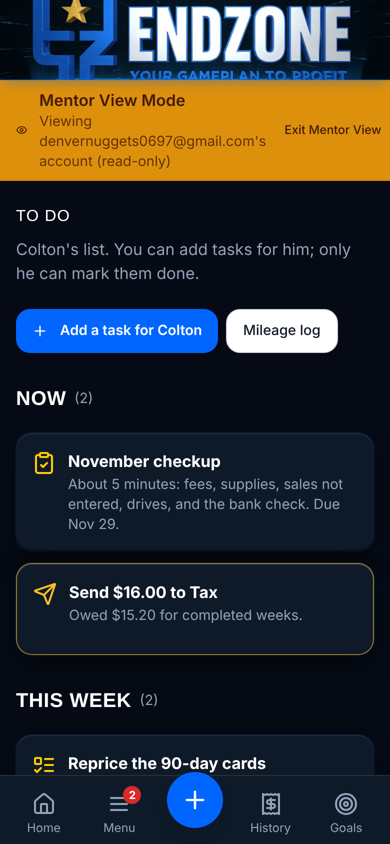 ENDZONE
YOUR GAMEPLAN TO PROFIT
Mentor View Mode
Viewing
denvernuggets0697@gmail.com's
account (read-only)
Exit Mentor View
TO DO
Colton's list. You can add tasks for him; only
he can mark them done.
+ Add a task for Colton
Mileage log
NOW (2)
November checkup
About 5 minutes: fees, supplies, sales not
entered, drives, and the bank check. Due
Nov 29.
Send $16.00 to Tax
Owed $15.20 for completed weeks.
THIS WEEK (2)
Reprice the 90-day cards
2
Home
Menu
History
Goals